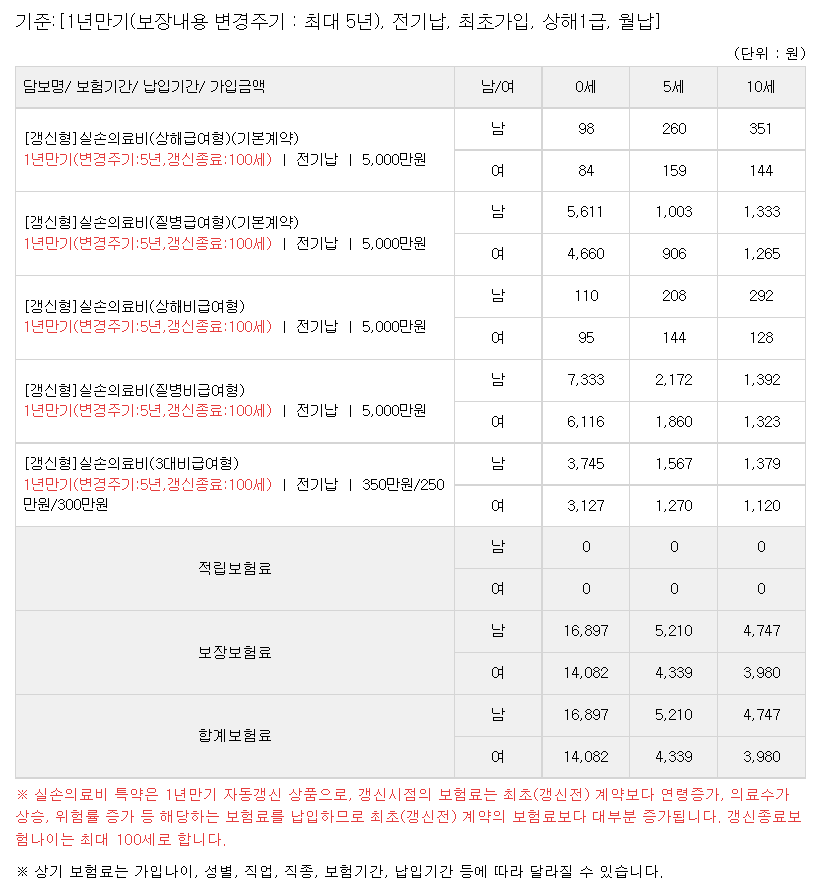 기준:[1년만기(보장내용 변경주기 : 최대 5년), 전기납, 최초가입, 상해1급, 월납]
(단위 : 원)
담보명/ 보험기간/ 납입기간/ 가입금액 남/여 0세 5세 10세
[갱신형]실손의료비(상해급여형)(기본계약)
1년만기(변경주기:5년,갱신종료:100세) | 전기납 | 5,000만원
남 98 260 351
여 84 159 144
[갱신형]실손의료비(질병급여형)(기본계약)
1년만기(변경주기:5년,갱신종료:100세) | 전기납 | 5,000만원
남 5,611 1,003 1,333
여 4,660 906 1,265
[갱신형]실손의료비(상해비급여형)
1년만기(변경주기:5년,갱신종료:100세) | 전기납 | 5,000만원
남 110 208 292
여 95 144 128
[갱신형]실손의료비(질병비급여형)
1년만기(변경주기:5년,갱신종료:100세) | 전기납 | 5,000만원
남 7,333 2,172 1,392
여 6,116 1,860 1,323
[갱신형]실손의료비(3대비급여형)
1년만기(변경주기:5년,갱신종료:100세) | 전기납 | 350만원/250
만원/300만원
남 3,745 1,567 1,379
여 3,127 1,270 1,120
적립보험료
남 0 0 0
여 0 0 0
보장보험료
남 16,897 5,210 4,747
여 14,082 4,339 3,980
합계보험료
남 16,897 5,210 4,747
여 14,082 4,339 3,980
※ 실손의료비 특약은 1년만기 자동갱신 상품으로, 갱신시점의 보험료는 최초(갱신전) 계약보다 연령증가, 의료수가
상승, 위험률 증가 등 해당하는 보험료를 납입하므로 최초(갱신전) 계약의 보험료보다 대부분 증가됩니다. 갱신종료보
험나이는 최대 100세로 합니다.
※ 상기 보험료는 가입나이, 성별, 직업, 직종, 보험기간, 납입기간 등에 따라 달라질 수 있습니다.